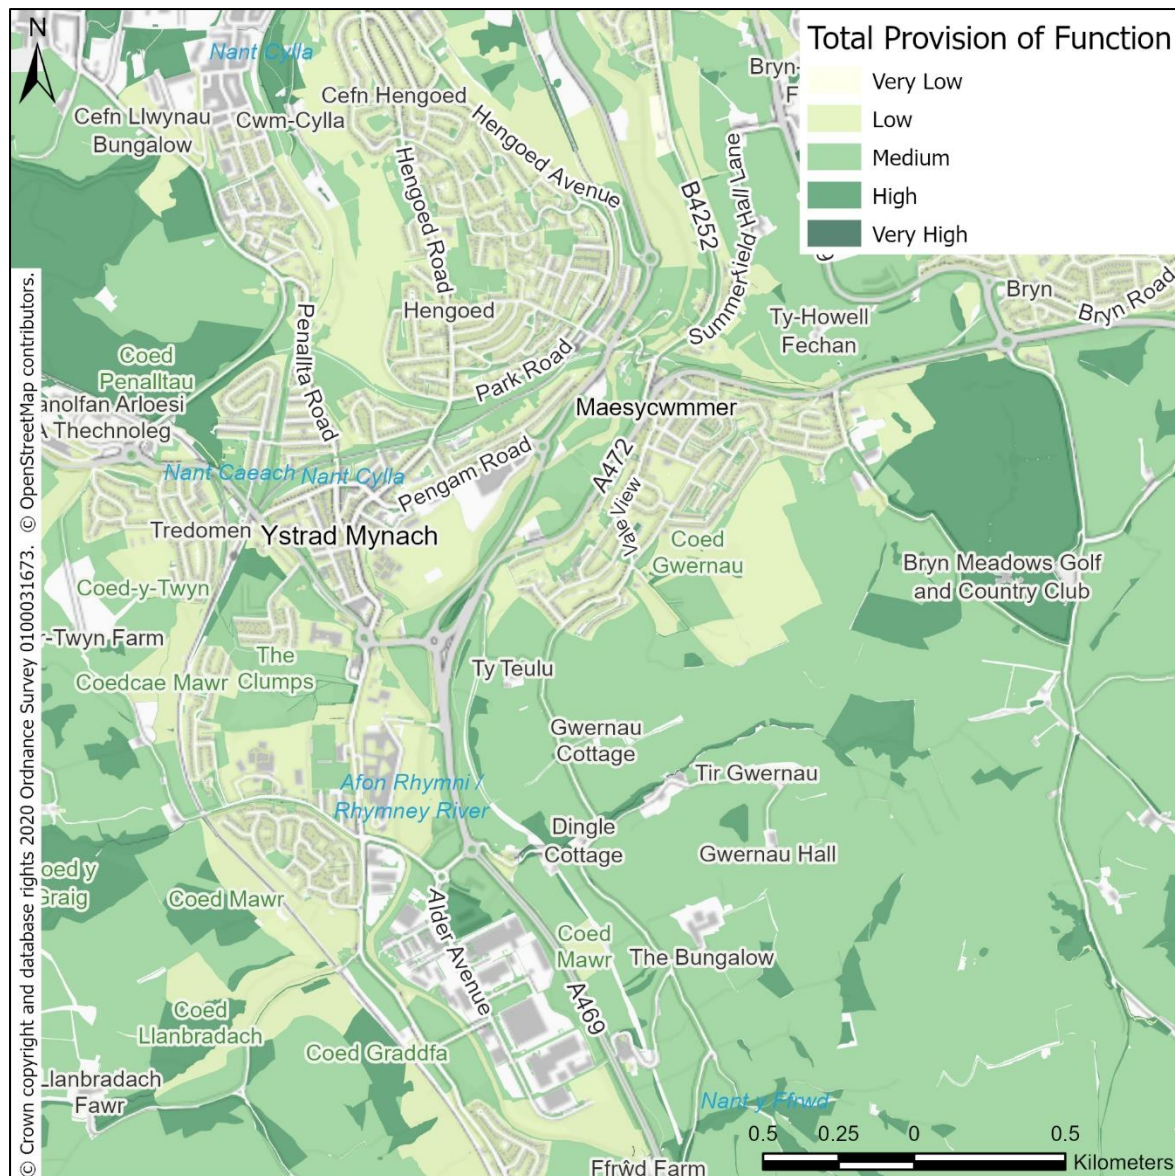 N
Total Provision of Function
Very Low
Low
Medium
High
Very High
Nant Cylla
Bryn-
F
Cefn Hengoed
Cefn Llwynau
Bungalow
Cwm-Cylla
Hengoed Avenue
Hengoed Road
B4252
Summerfield Hall Lane
Hengoed
Penallta Road
Ty-Howell
Fechan
Bryn
Bryn Road
Coed
Penalltau
Park Road
anolfan Arloesi
A Thechnoleg
Maesycwmmer
Nant Caeach
Nant Cylla
Pengam Road
A472
Vale View
Tredomen
Ystrad Mynach
Coed
Gwernau
Bryn Meadows Golf
and Country Club
Coed-y-Twyn
r-Twyn Farm
The
Clumps
Coedcae Mawr
Ty Teulu
Gwernau
Cottage
Tir Gwernau
Afon Rhymni /
Rhymney River
Dingle
Cottage
Gwernau Hall
oed y
Graig
Coed Mawr
Alder Avenue
Coed
Mawr
The Bungalow
A469
Coed
Llanbradach
Coed Graddfa
Llanbradach
Fawr
Nant y Ffrwd
Ffrŵd Farm
0.5 0.25 0 0.5
Kilometers
© Crown copyright and database rights 2020 Ordnance Survey 0100031673. © OpenStreetMap contributors.